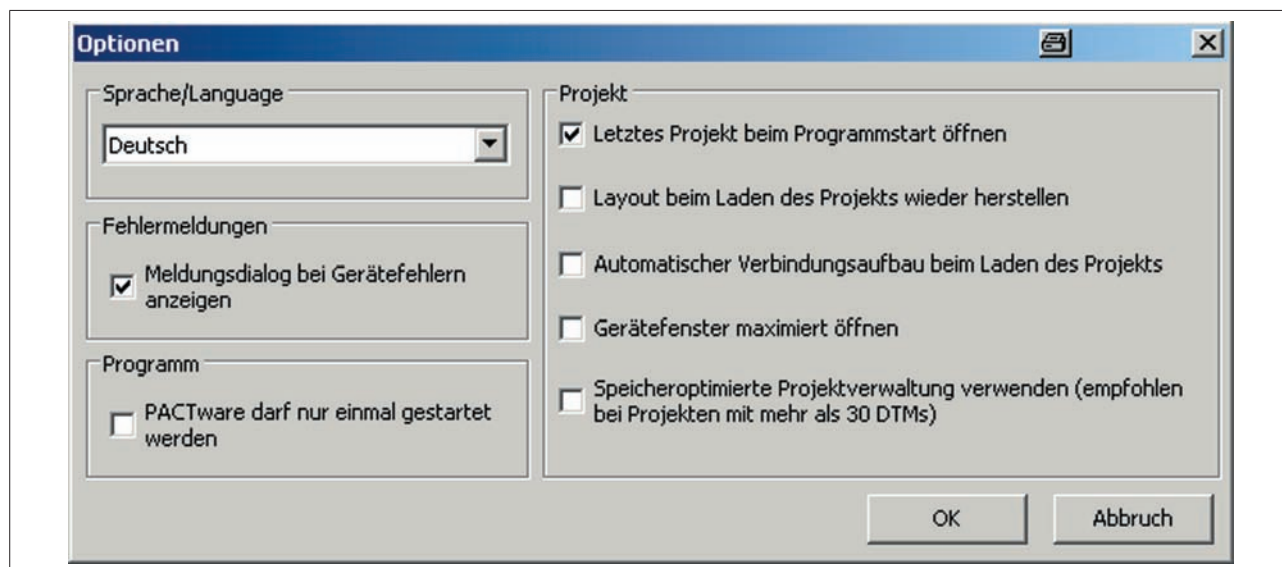 Optionen
Sprache/Language
Deutsch
Fehlermeldungen
Meldungsdialog bei Gerätefehlern
anzeigen
Programm
PACTware darf nur einmal gestartet
werden
Projekt
Letztes Projekt beim Programmstart öffnen
Layout beim Laden des Projekts wieder herstellen
Automatischer Verbindungsaufbau beim Laden des Projekts
Gerätefenster maximiert öffnen
Speicheroptimierte Projektverwaltung verwenden (empfohlen
bei Projekten mit mehr als 30 DTMs)
OK
Abbruch